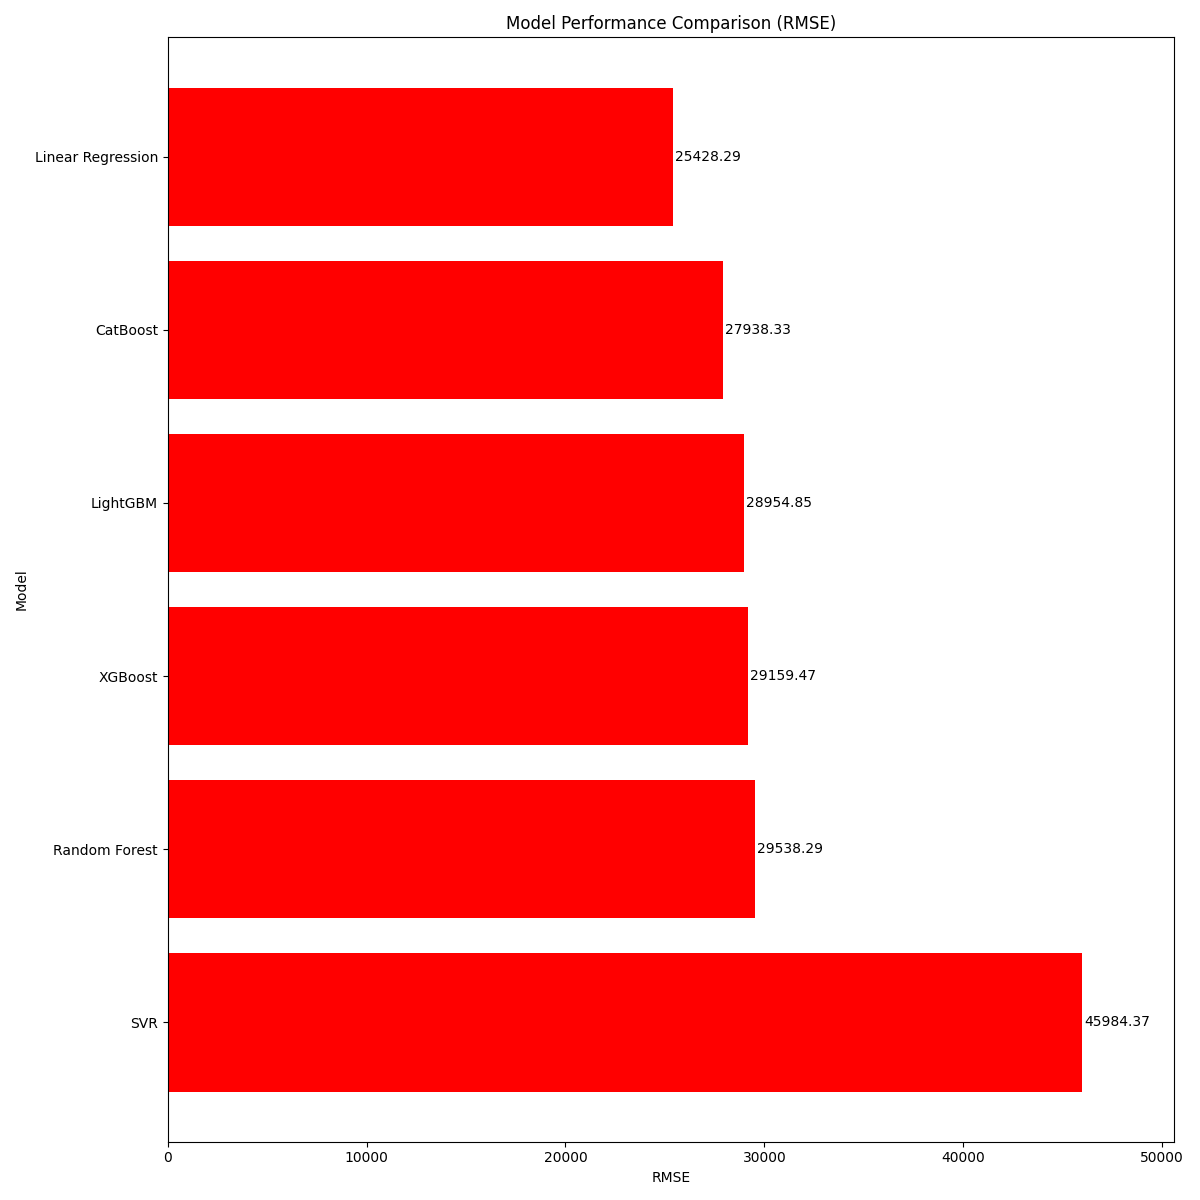 Model Performance Comparison (RMSE)
Linear Regression
25428.29
CatBoost
27938.33
LightGBM
28954.85
Model
XGBoost
29159.47
Random Forest
29538.29
SVR
45984.37
0 10000 20000 30000 40000 50000
RMSE